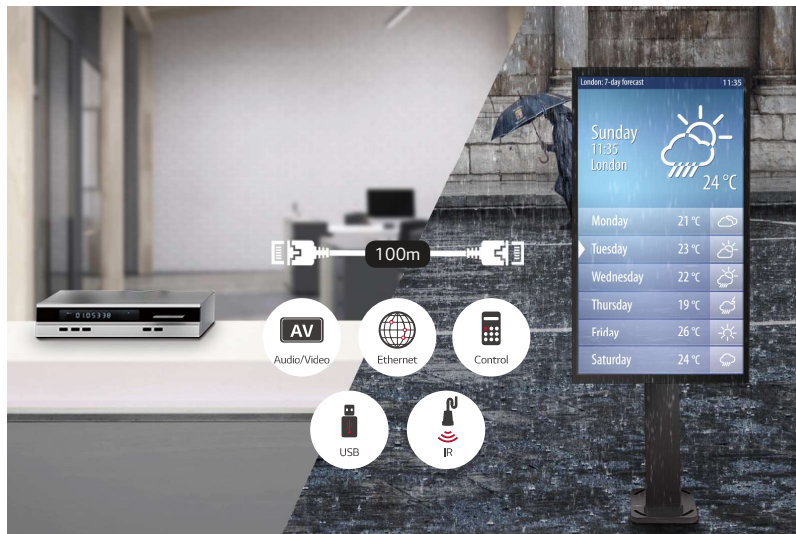 London: 7-day forecast 11:35
Sunday
11:35
London
24 °C
Monday 21 °C
Tuesday 23 °C
Wednesday 22 °C
Thursday 19 °C
Friday 26 °C
Saturday 24 °C
100m
0105338
AV
Audio/Video
Ethernet
Control
USB
IR